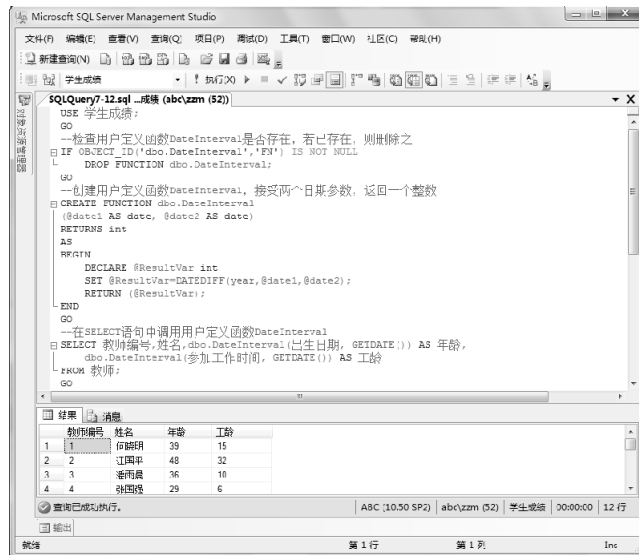 Microsoft SQL Server Management Studio
文件(F) 编辑(E) 查看(V) 查询(Q) 项目(P) 调试(D) 工具(T) 窗口(W) 社区(C) 帮助(H)
新建查询(N)
学生成绩 执行(X)
SQLQuery7-12.sql ...成绩 (abc\zzm (52))
对象资源管理器
USE 学生成绩;
GO
--检查用户定义函数DateInterval是否存在，若已存在，则删除之
IF OBJECT_ID('dbo.DateInterval','FN') IS NOT NULL
DROP FUNCTION dbo.DateInterval;
GO
--创建用户定义函数DateInterval，接受两个日期参数，返回一个整数
CREATE FUNCTION dbo.DateInterval
(@date1 AS date, @date2 AS date)
RETURNS int
AS
BEGIN
DECLARE @ResultVar int
SET @ResultVar=DATEDIFF(year,@date1,@date2);
RETURN (@ResultVar);
END
GO
--在SELECT语句中调用用户定义函数DateInterval
SELECT 教师编号,姓名,dbo.DateInterval(出生日期, GETDATE()) AS 年龄,
dbo.DateInterval(参加工作时间, GETDATE()) AS 工龄
FROM 教师;
GO
结果 消息
教师编号 姓名 年龄 工龄
1 1 何晓明 39 15
2 2 江国平 48 32
3 3 潘雨晨 36 10
4 4 张国强 29 6
查询已成功执行。 ABC (10.50 SP2) abc\zzm (52) 学生成绩 00:00:00 12 行
输出
就绪 第 1 行 第 1 列 Ins